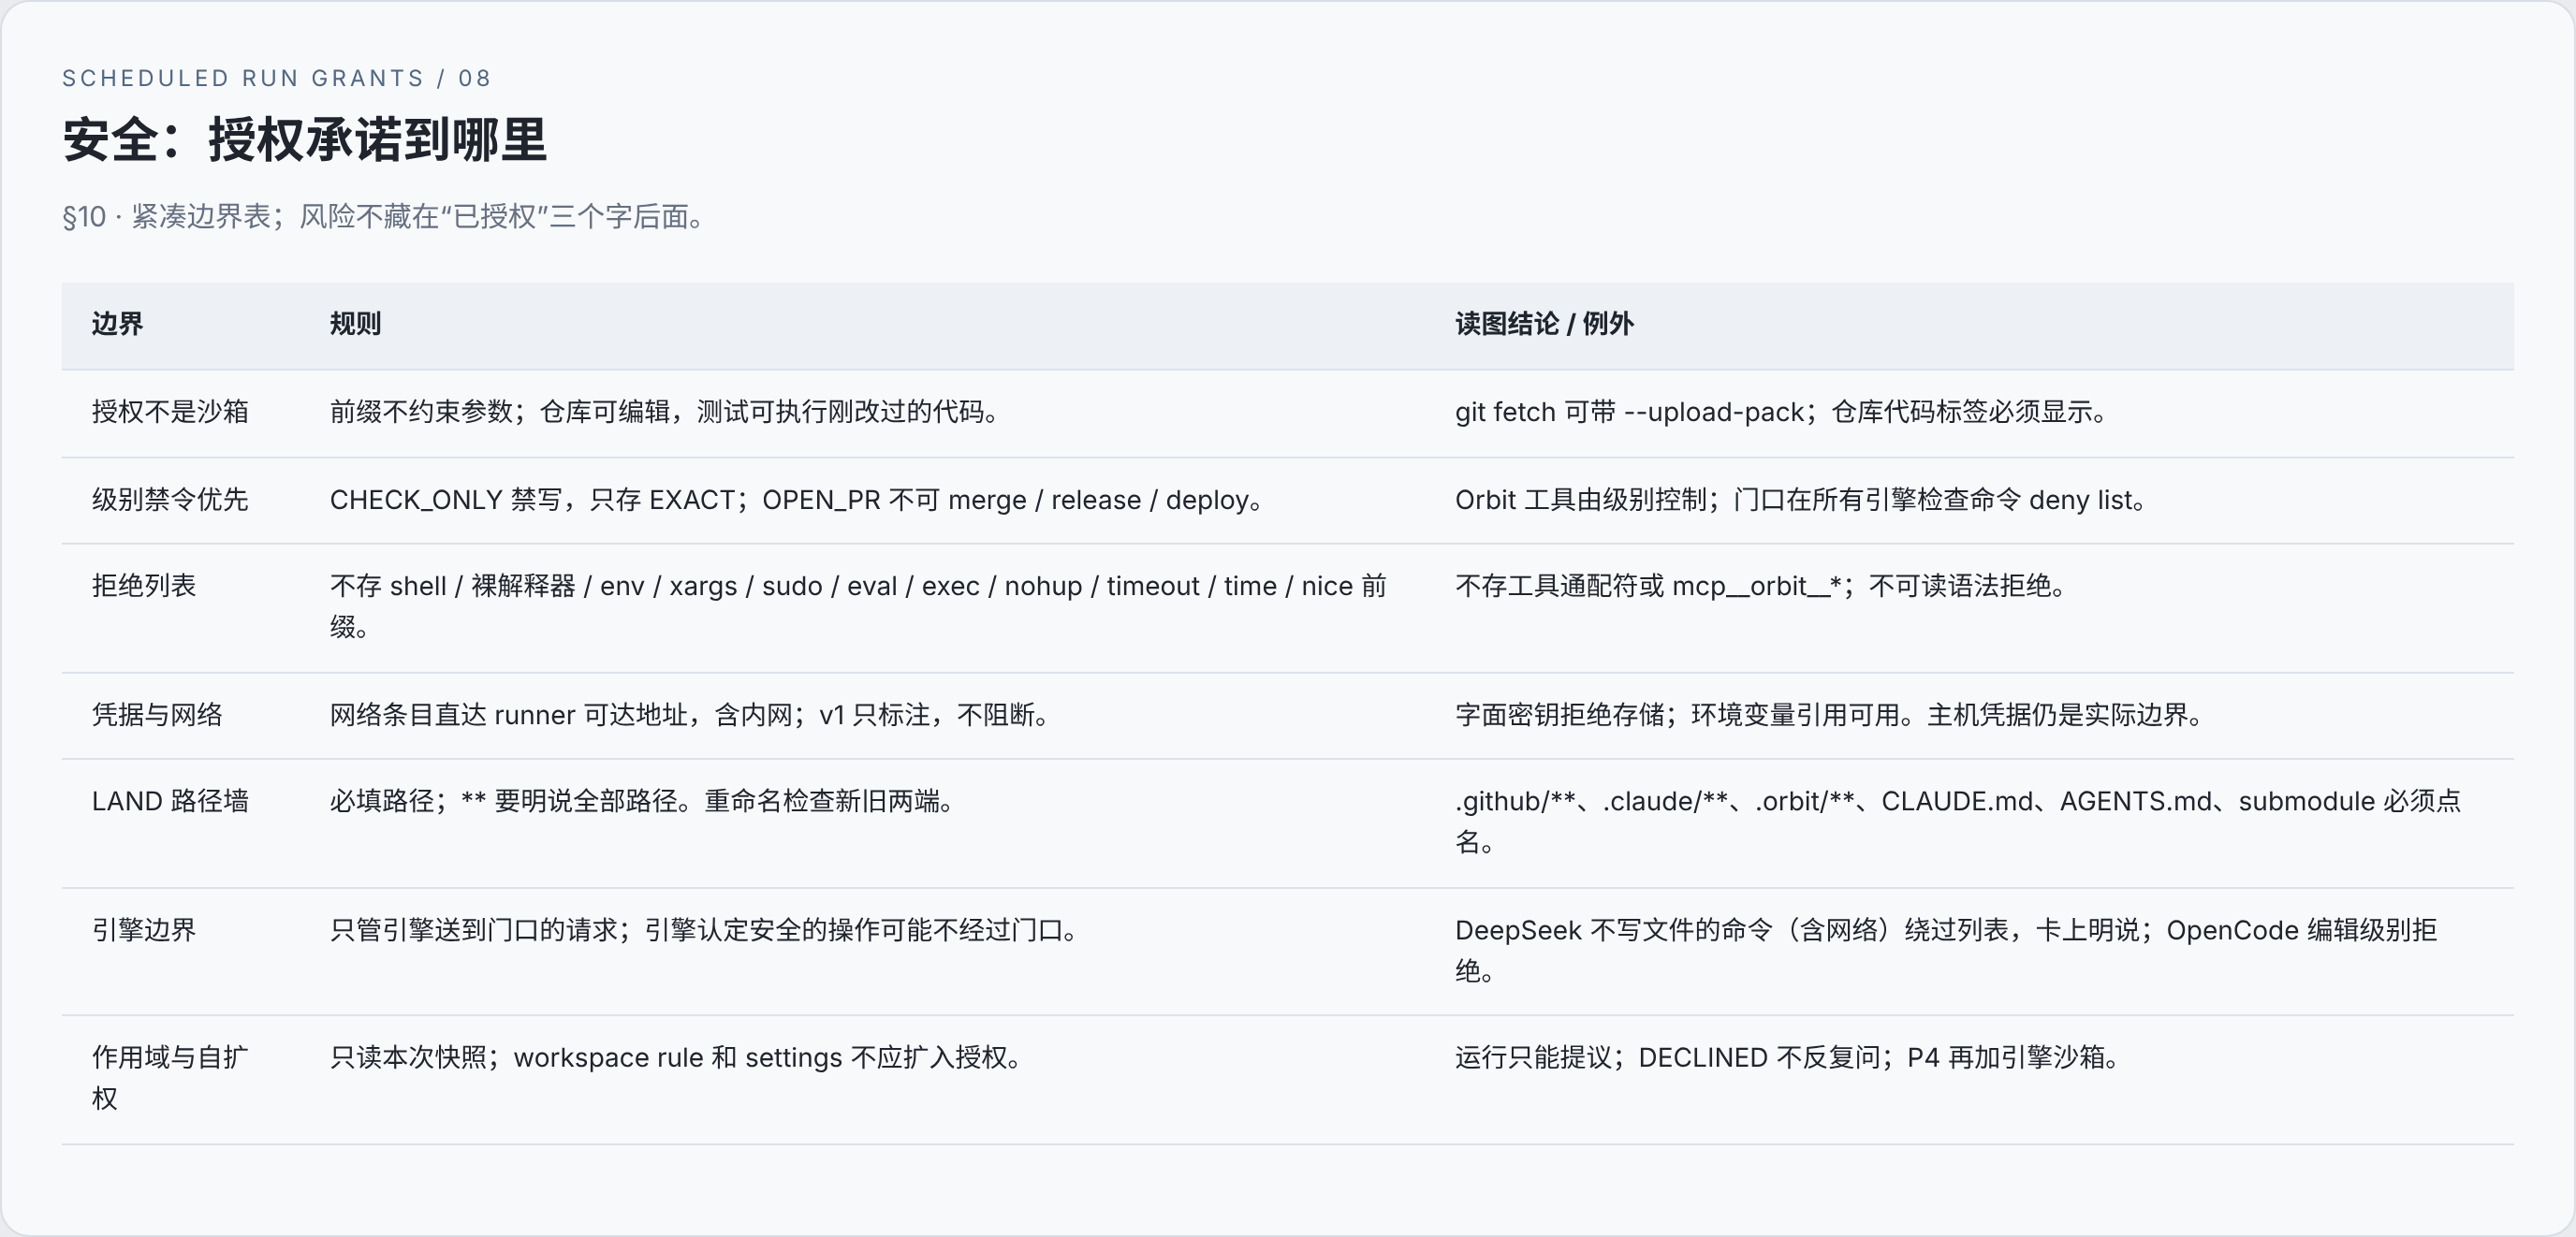 SCHEDULED RUN GRANTS / 08
安全：授权承诺到哪里
§10 · 紧凑边界表；风险不藏在“已授权”三个字后面。
边界 规则 读图结论 / 例外
授权不是沙箱 前缀不约束参数；仓库可编辑，测试可执行刚改过的代码。 git fetch 可带 --upload-pack；仓库代码标签必须显示。
级别禁令优先 CHECK_ONLY 禁写，只存 EXACT；OPEN_PR 不可 merge / release / deploy。 Orbit 工具由级别控制；门口在所有引擎检查命令 deny list。
拒绝列表 不存 shell / 裸解释器 / env / xargs / sudo / eval / exec / nohup / timeout / time / nice 前 不存工具通配符或 mcp__orbit__*；不可读语法拒绝。
缀。
凭据与网络 网络条目直达 runner 可达地址，含内网；v1 只标注，不阻断。 字面密钥拒绝存储；环境变量引用可用。主机凭据仍是实际边界。
LAND 路径墙 必填路径；** 要明说全部路径。重命名检查新旧两端。 .github/**、.claude/**、.orbit/**、CLAUDE.md、AGENTS.md、submodule 必须点
名。
引擎边界 只管引擎送到门口的请求；引擎认定安全的操作可能不经过门口。 DeepSeek 不写文件的命令（含网络）绕过列表，卡上明说；OpenCode 编辑级别拒
绝。
作用域与自扩 只读本次快照；workspace rule 和 settings 不应扩入授权。 运行只能提议；DECLINED 不反复问；P4 再加引擎沙箱。
权